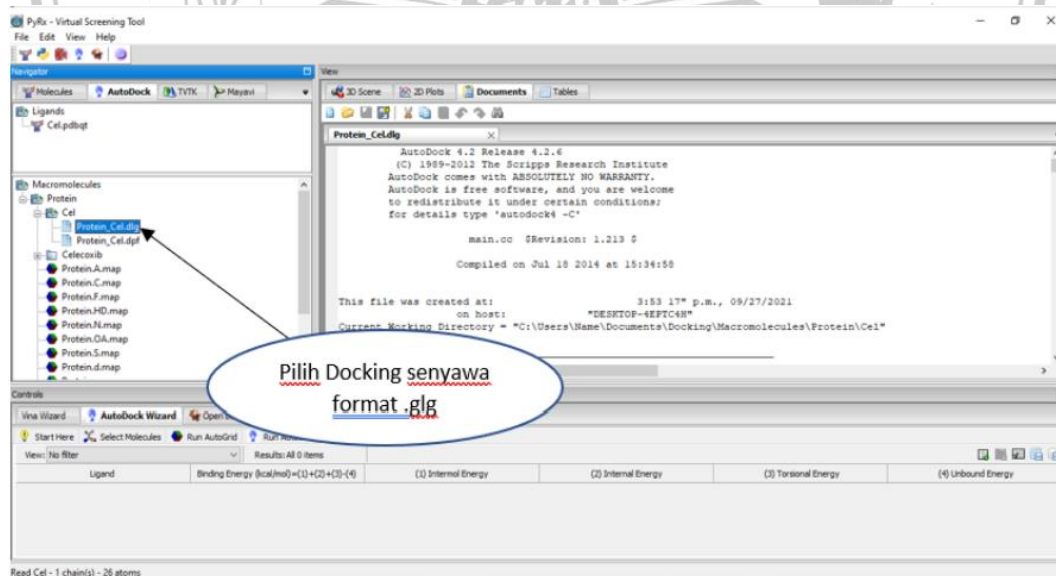 PyRx - Virtual Screening Tool
File Edit View Help
Navigator
Molecules AutoDock TVTK Mayavi
Ligands
Cel.pdbqt
Macromolecules
Protein
Cel
Protein_Cel.dlg
Protein_Cel.dpf
Celecoxib
Protein.A.map
Protein.C.map
Protein.F.map
Protein.HD.map
Protein.N.map
Protein.OA.map
Protein.S.map
Protein.d.map
View
3D Scene 2D Plots Documents Tables
Protein_Cel.dlg
AutoDock 4.2 Release 4.2.6
(C) 1989-2012 The Scripps Research Institute
AutoDock comes with ABSOLUTELY NO WARRANTY.
AutoDock is free software, and you are welcome
to redistribute it under certain conditions;
for details type 'autodock4 -C'
main.cc $Revision: 1.213 $
Compiled on Jul 18 2014 at 15:34:58
This file was created at: 3:53 17" p.m., 09/27/2021
on host: "DESKTOP-4EPTC4H"
Current Working Directory = "C:\Users\Name\Documents\Docking\Macromolecules\Protein\Cel"
Pilih Docking senyawa
format .glg
Controls
Vina Wizard AutoDock Wizard Open
Start Here Select Molecules Run AutoGrid Run
View: No filter Results: All 0 items
Ligand Binding Energy (kcal/mol)=(1)+(2)+(3)-(4) (1) Intermol Energy (2) Internal Energy (3) Torsional Energy (4) Unbound Energy
Read Cel - 1 chain(s) - 26 atoms